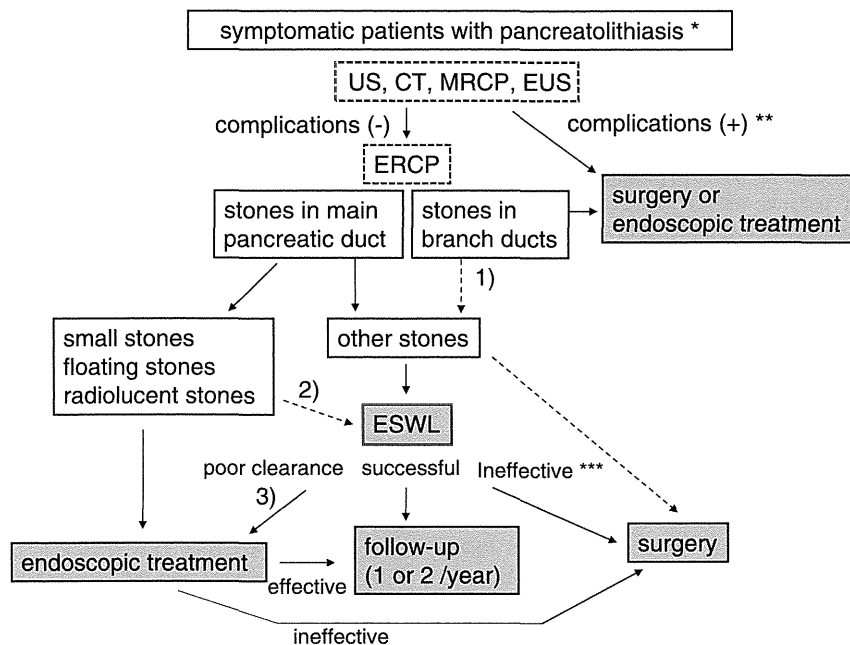 symptomatic patients with pancreatolithiasis *
US, CT, MRCP, EUS
complications (-)
complications (+) **
ERCP
stones in main
pancreatic duct
stones in
branch ducts
surgery or
endoscopic treatment
1)
small stones
floating stones
radiolucent stones
other stones
2)
ESWL
poor clearance
successful
Ineffective ***
3)
endoscopic treatment
effective
follow-up
(1 or 2 /year)
surgery
ineffective